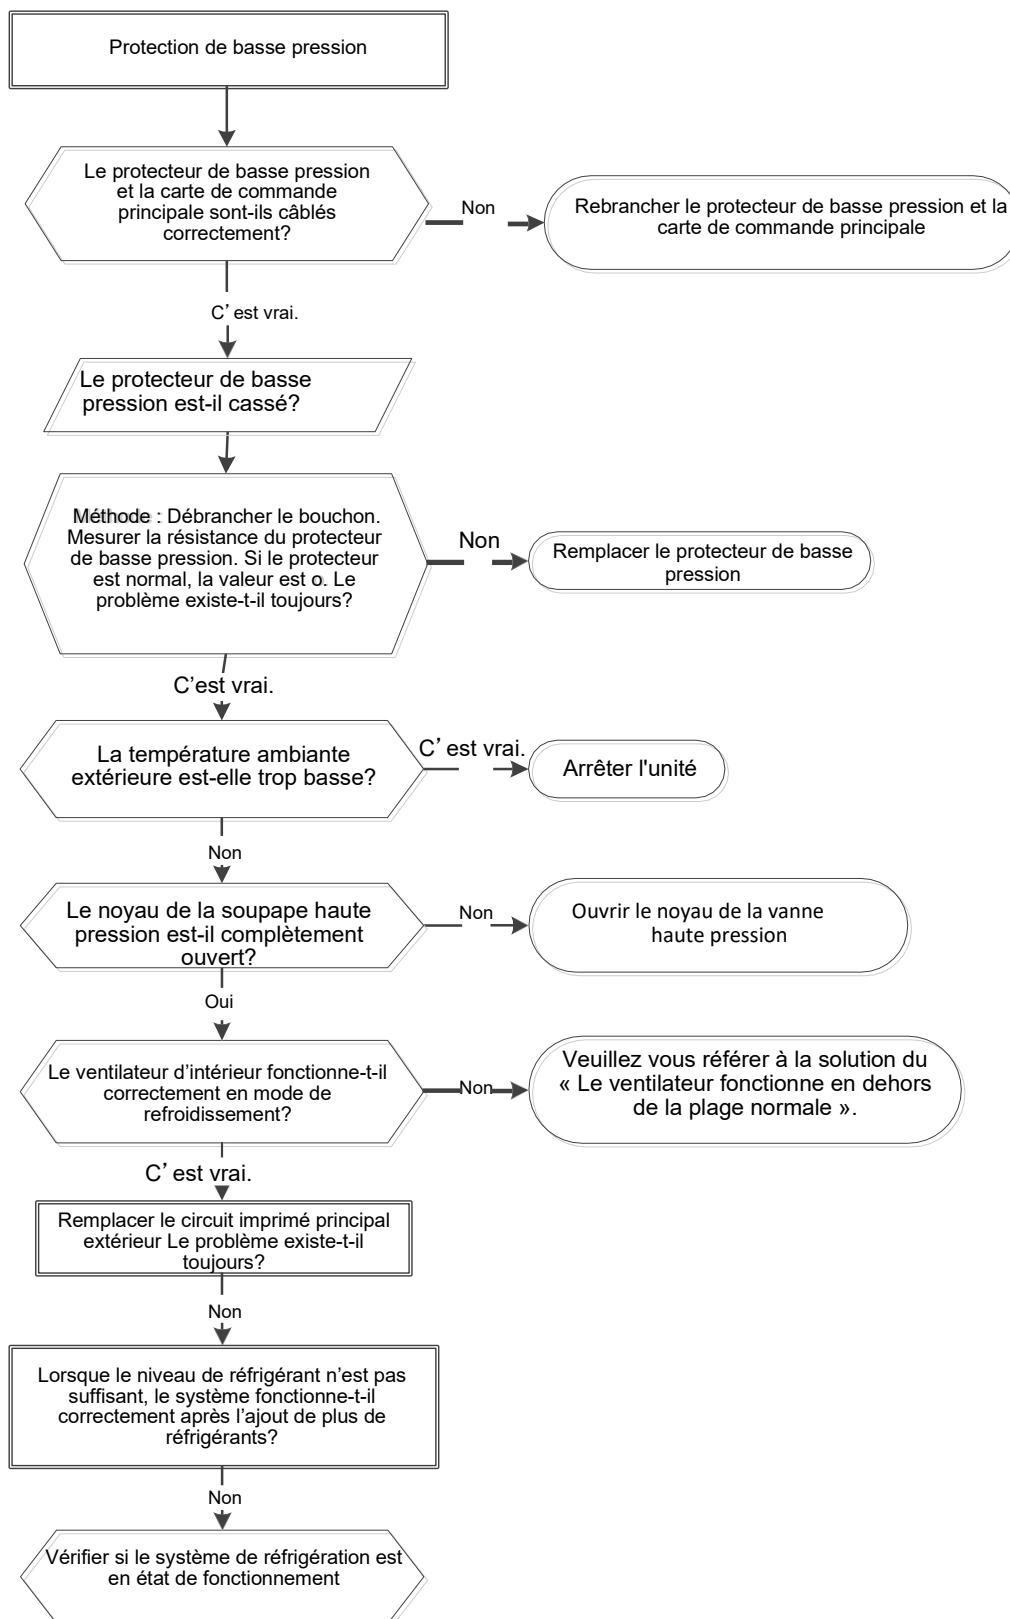 Protection de basse pression
Le protecteur de basse pression
et la carte de commande
principale sont-ils câblés
correctement?
Non
Rebrancher le protecteur de basse pression et la
carte de commande principale
C’ est vrai.
Le protecteur de basse
pression est-il cassé?
Méthode : Débrancher le bouchon.
Mesurer la résistance du protecteur
de basse pression. Si le protecteur
est normal, la valeur est o. Le
problème existe-t-il toujours?
Non
Remplacer le protecteur de basse
pression
C’est vrai.
La température ambiante
extérieure est-elle trop basse?
C’ est vrai.
Arrêter l'unité
Non
Le noyau de la soupape haute
pression est-il complètement
ouvert?
Non
Ouvrir le noyau de la vanne
haute pression
Oui
Le ventilateur d’intérieur fonctionne-t-il
correctement en mode de
refroidissement?
Non
Veuillez vous référer à la solution du
« Le ventilateur fonctionne en dehors
de la plage normale ».
C’ est vrai.
Remplacer le circuit imprimé principal
extérieur Le problème existe-t-il
toujours?
Non
Lorsque le niveau de réfrigérant n’est pas
suffisant, le système fonctionne-t-il
correctement après l’ajout de plus de
réfrigérants?
Non
Vérifier si le système de réfrigération est
en état de fonctionnement